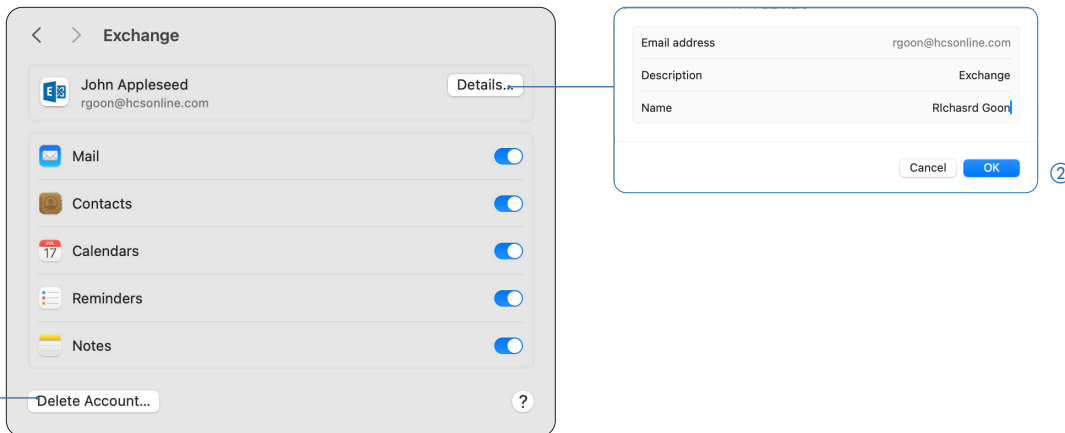 Exchange
John Appleseed
rgoon@hcsonline.com
Details...
Mail
Contacts
JUL
17
Calendars
Reminders
Notes
Delete Account...
?
Email address rgoon@hcsonline.com
Description Exchange
Name RIchasrd Goon
Cancel OK
②